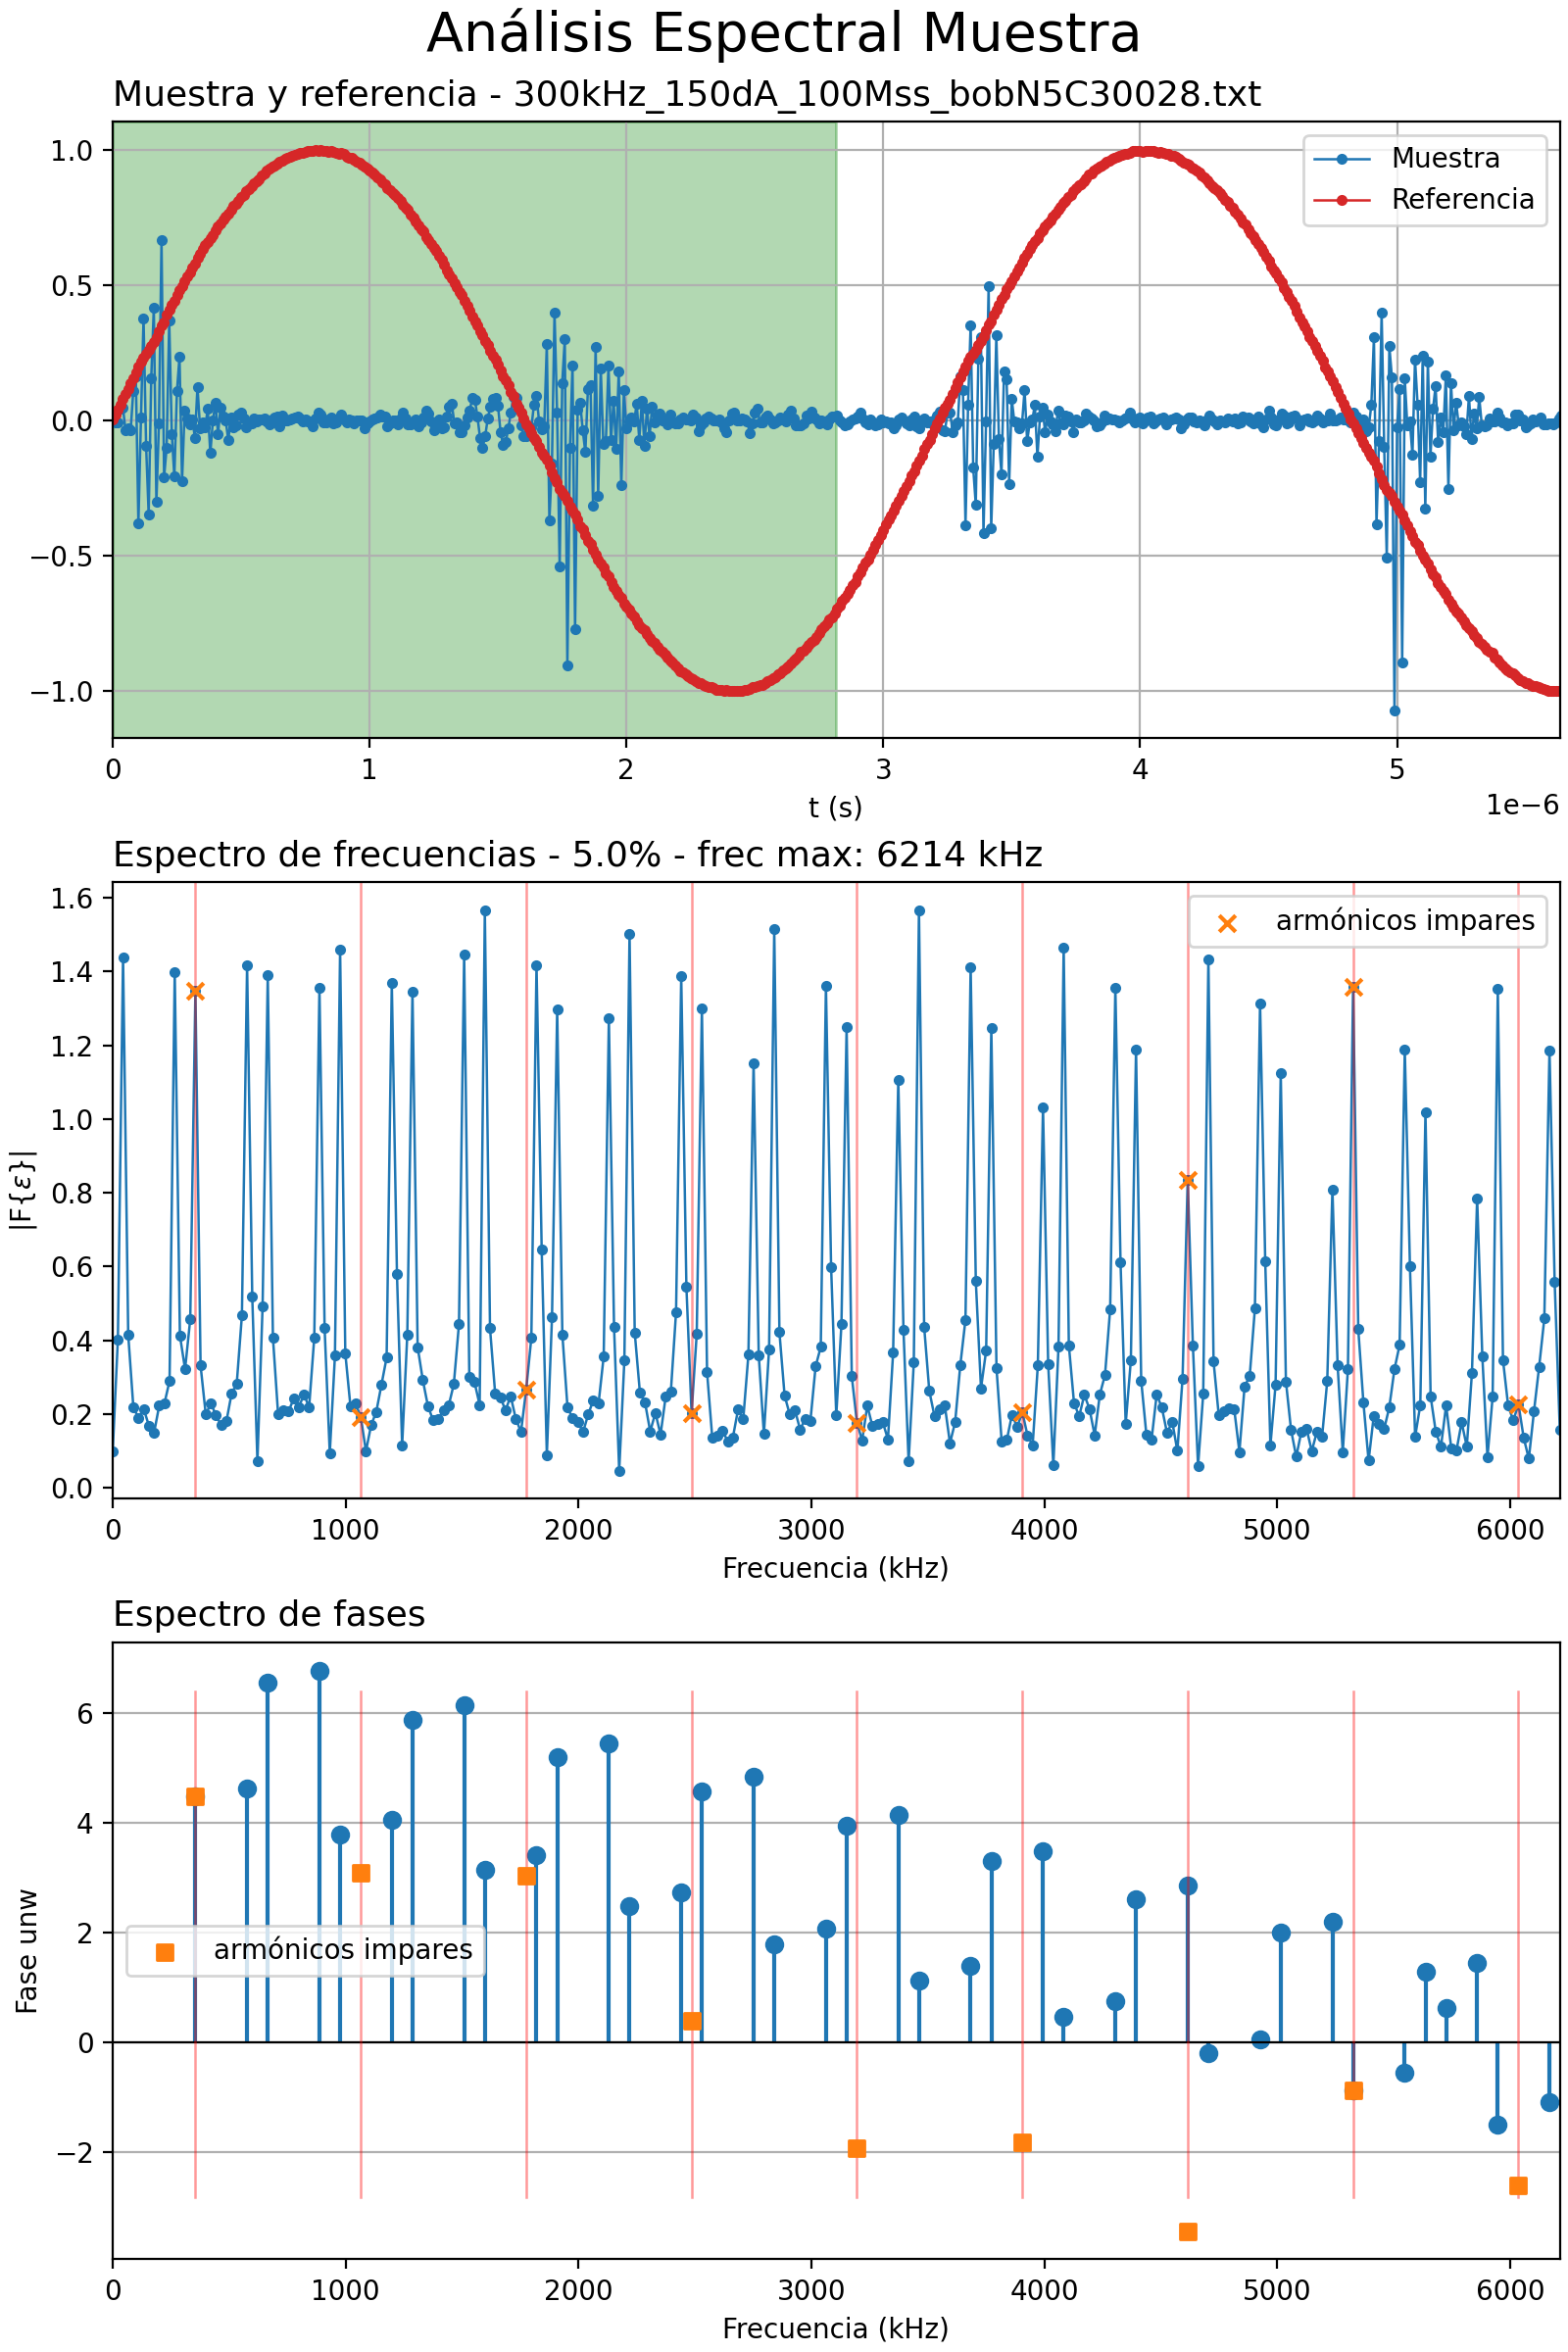 Análisis Espectral Muestra
Muestra y referencia - 300kHz_150dA_100Mss_bobN5C30028.txt
Muestra
Referencia
1.0
0.5
0.0
−0.5
−1.0
0 1 2 3 4 5
1e−6
t (s)
Espectro de frecuencias - 5.0% - frec max: 6214 kHz
armónicos impares
1.6
1.4
1.2
1.0
0.8
0.6
0.4
0.2
0.0
|F{ε}|
0 1000 2000 3000 4000 5000 6000
Frecuencia (kHz)
Espectro de fases
6
4
2
0
−2
Fase unw
armónicos impares
0 1000 2000 3000 4000 5000 6000
Frecuencia (kHz)